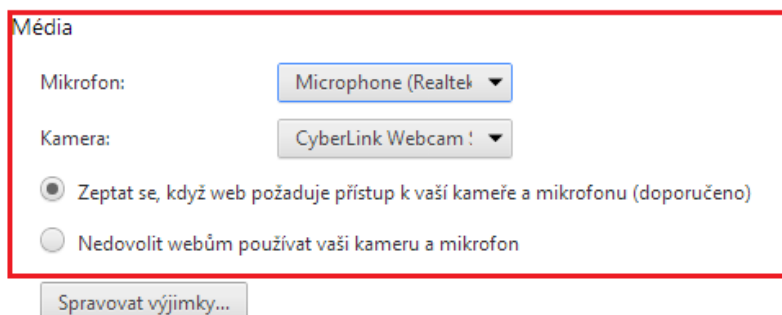 Média
Mikrofon: Microphone (Realtek
Kamera: CyberLink Webcam
Zeptat se, když web požaduje přístup k vaší kameře a mikrofonu (doporučeno)
Nedovolit webům používat vaši kameru a mikrofon
Spravovat výjimky...